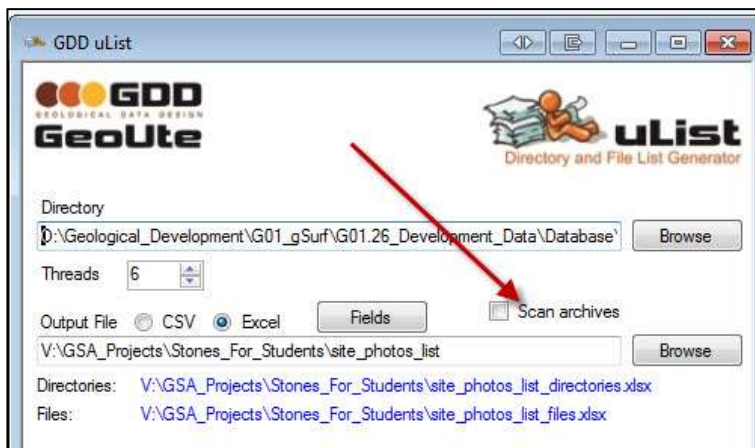 GDD uList
GDD
GEOLOGICAL DATA DESIGN
GeoUte
uList
Directory and File List Generator
Directory
D:\Geological_Development\G01_gSurf\G01.26_Development_Data\Database\
Browse
Threads 6
Output File CSV Excel Fields Scan archives
V:\GSA_Projects\Stones_For_Students\site_photos_list Browse
Directories: V:\GSA_Projects\Stones_For_Students\site_photos_list_directories.xlsx
Files: V:\GSA_Projects\Stones_For_Students\site_photos_list_files.xlsx